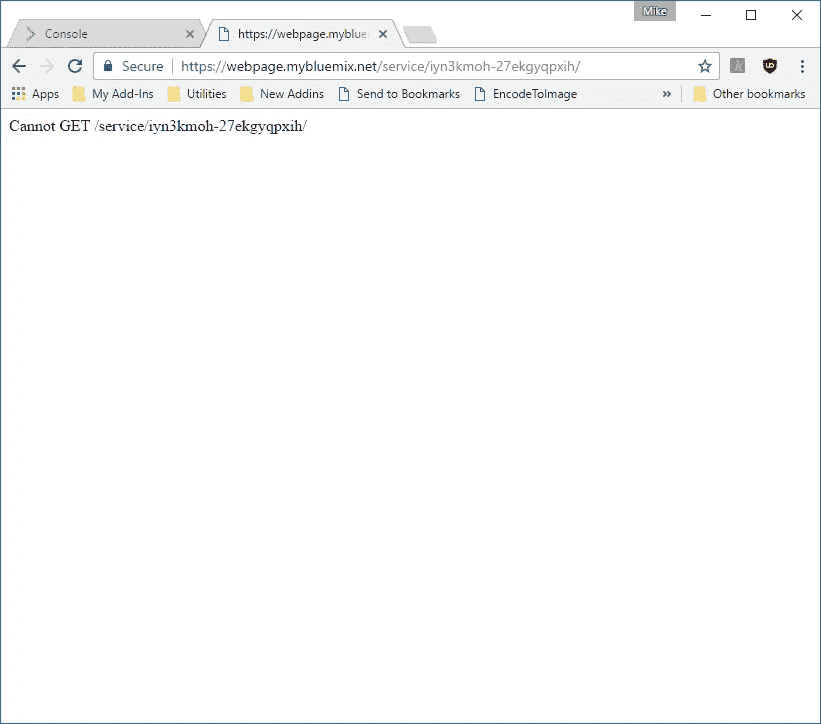 Mike
Console
https://webpage.myblue
Secure https://webpage.mybluemix.net/service/iyn3kmoh-27ekgyqpxih/
Apps My Add-Ins Utilities New Addins Send to Bookmarks EncodeToImage » Other bookmarks
Cannot GET /service/iyn3kmoh-27ekgyqpxih/